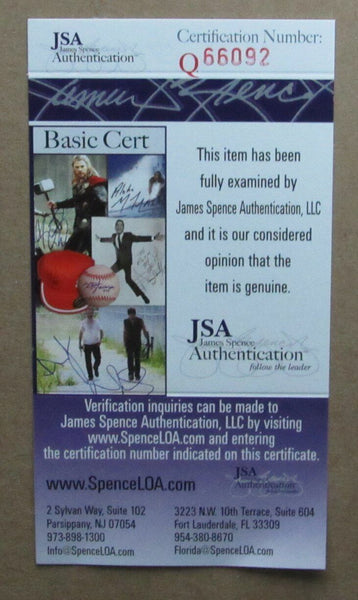 JSA
James Spence
Authentication™
Certification Number:
Q 66092
James Spence
Basic Cert
This item has been
fully examined by
James Spence Authentication, LLC
and it is our considered
opinion that the
item is genuine.
JSA
James Spence
Authentication
follow the leader
Verification inquiries can be made to
James Spence Authentication, LLC by visiting
www.SpenceLOA.com and entering
the certification number indicated on this certificate.
www.SpenceLOA.com
JSA
Authentication
2 Sylvan Way, Suite 102
Parsippany, NJ 07054
973-898-1300
Info@SpenceLOA.com
3223 N.W. 10th Terrace, Suite 604
Fort Lauderdale, FL 33309
954-380-8670
Florida@SpenceLOA.com